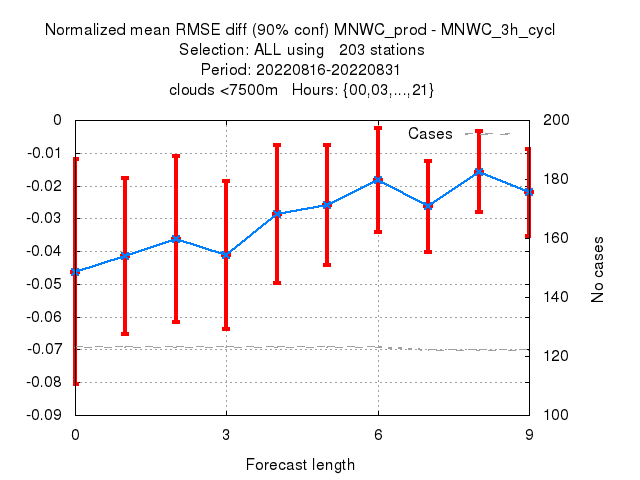 Normalized mean RMSE diff (90% conf) MNWC_prod - MNWC_3h_cycl
Selection: ALL using 203 stations
Period: 20220816-20220831
clouds <7500m Hours: {00,03,...,21}
Cases
0
-0.01
-0.02
-0.03
-0.04
-0.05
-0.06
-0.07
-0.08
-0.09
200
180
160
140
120
100
No cases
0 3 6 9
Forecast length